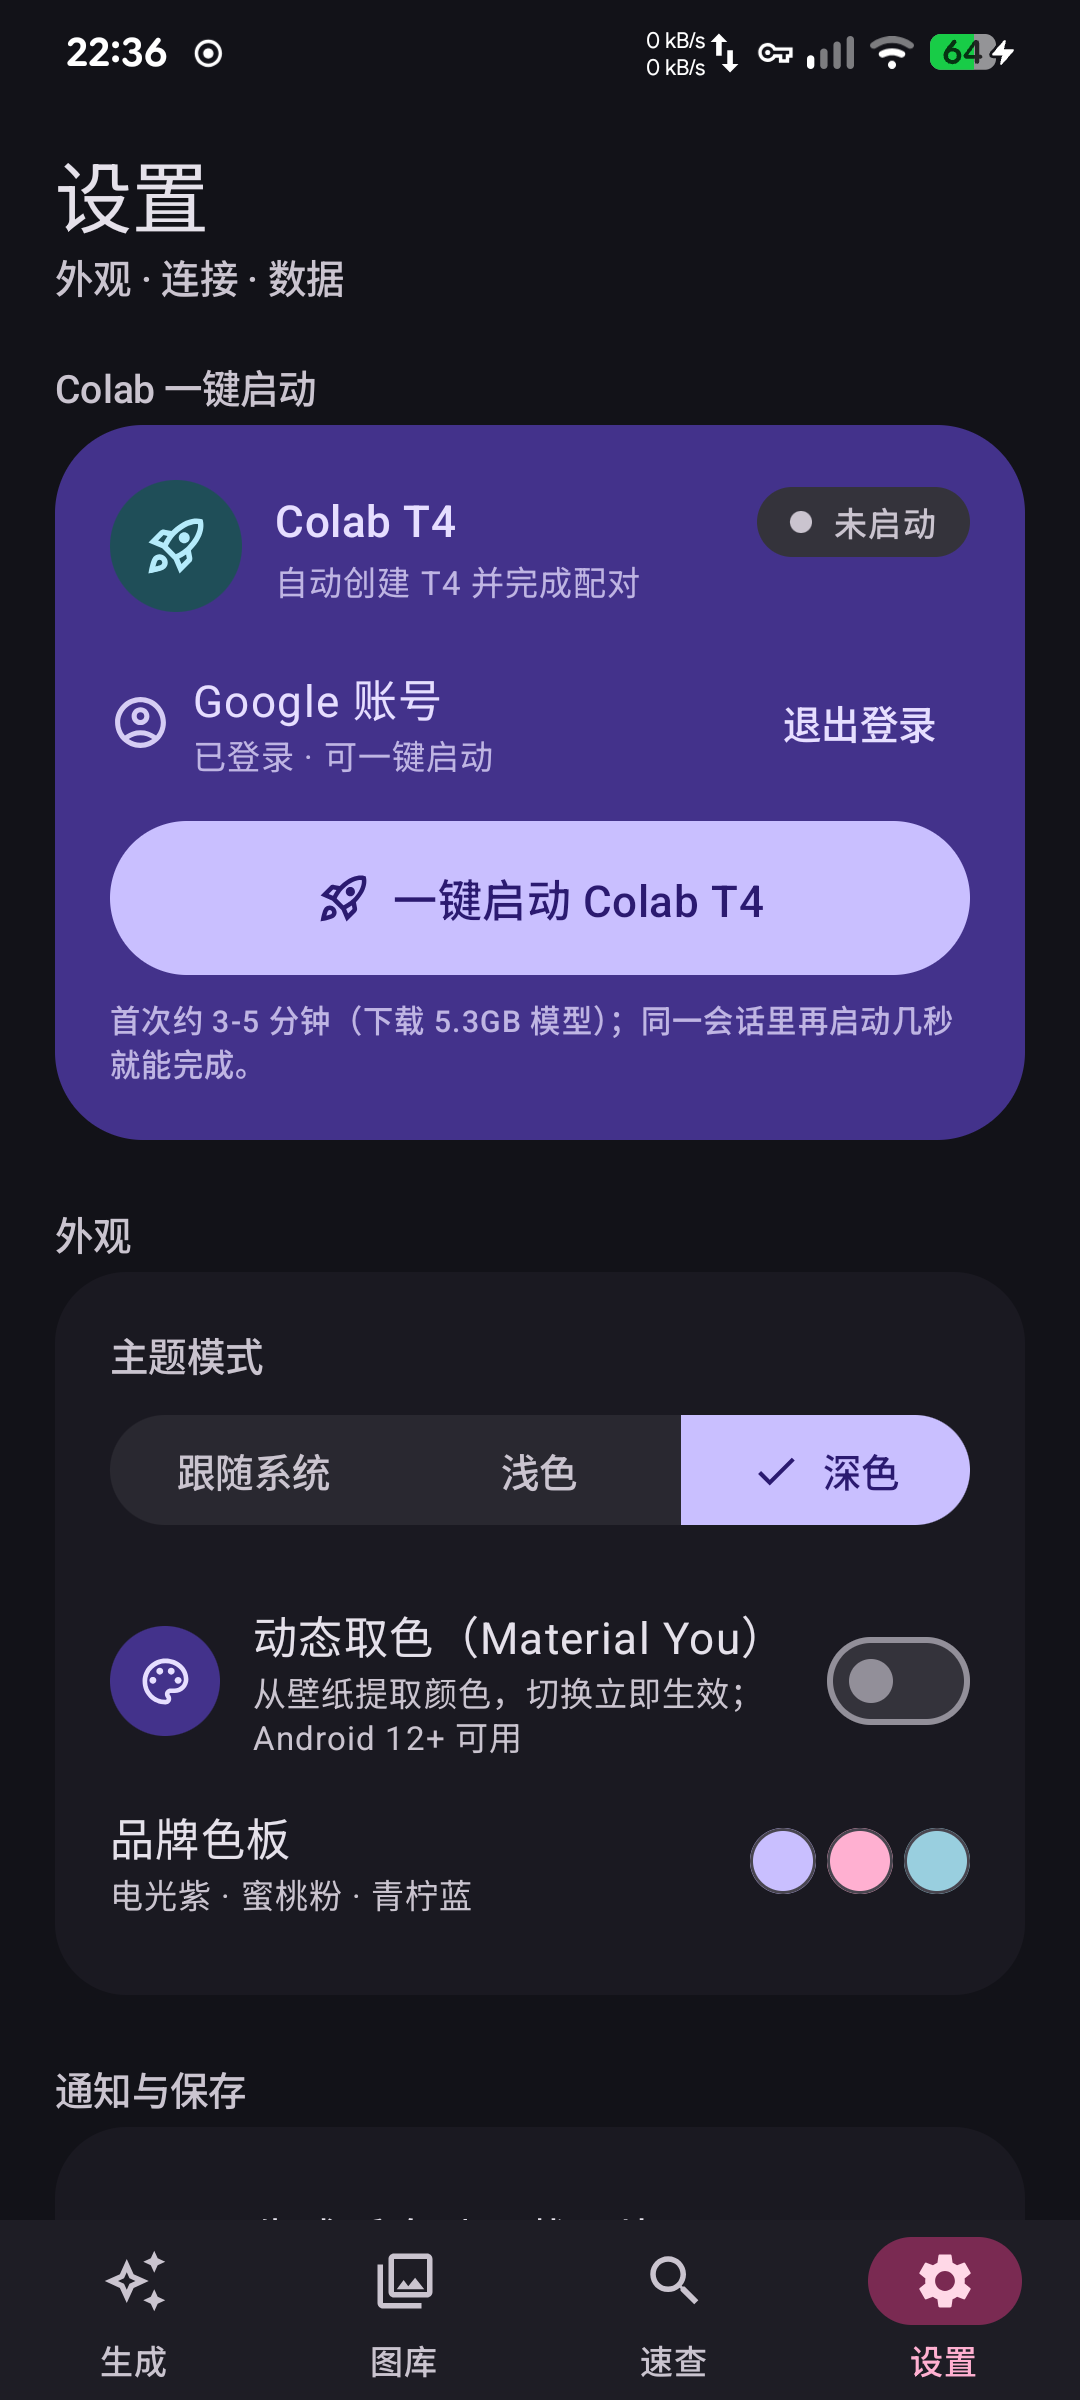 22:36
0 kB/s
0 kB/s
64
设置
外观 · 连接 · 数据
Colab 一键启动
Colab T4
未启动
自动创建 T4 并完成配对
Google 账号
已登录 · 可一键启动
退出登录
一键启动 Colab T4
首次约 3-5 分钟（下载 5.3GB 模型）；同一会话里再启动几秒
就能完成。
外观
主题模式
跟随系统
浅色
深色
动态取色（Material You）
从壁纸提取颜色，切换立即生效；
Android 12+ 可用
品牌色板
电光紫 · 蜜桃粉 · 青柠蓝
通知与保存
生成
图库
速查
设置